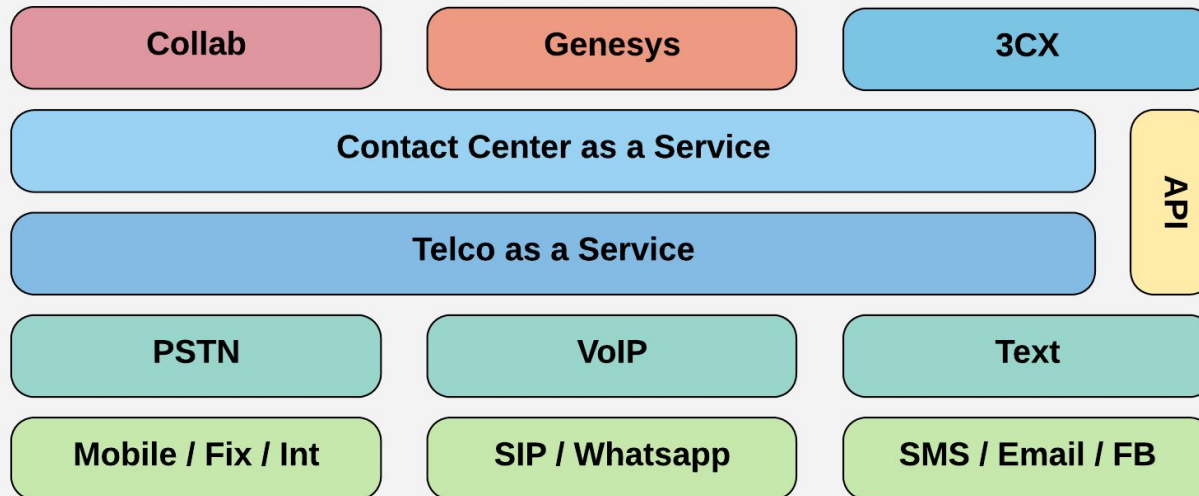 Collab
Genesys
3CX
Contact Center as a Service
API
Telco as a Service
PSTN
VoIP
Text
Mobile / Fix / Int
SIP / Whatsapp
SMS / Email / FB